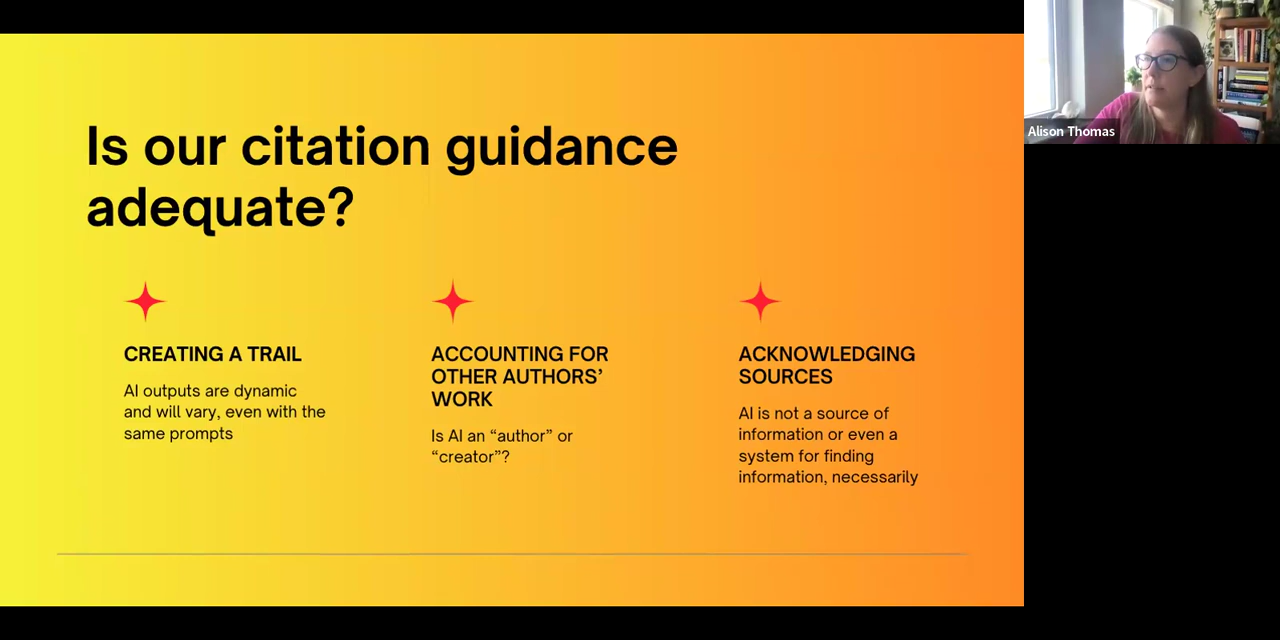 Is our citation guidance
adequate?
CREATING A TRAIL
AI outputs are dynamic
and will vary, even with the
same prompts
ACCOUNTING FOR
OTHER AUTHORS’
WORK
Is AI an “author” or
“creator”?
ACKNOWLEDGING
SOURCES
AI is not a source of
information or even a
system for finding
information, necessarily
Alison Thomas